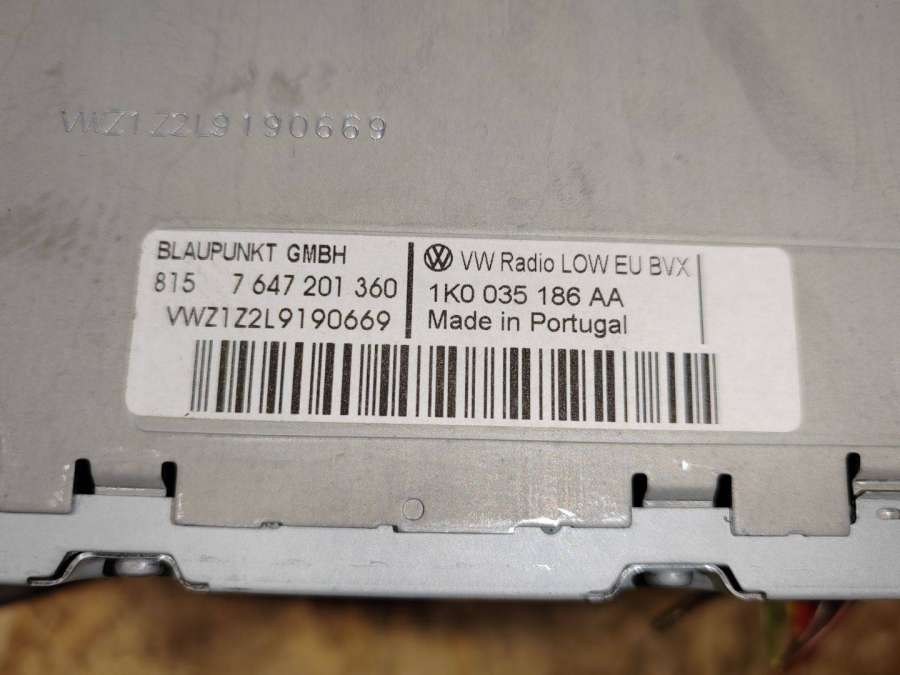 VWZ1Z2L9190669
BLAUPUNKT GMBH
815 7 647 201 360
VWZ1Z2L9190669
VW Radio LOW EU BVX
1K0 035 186 AA
Made in Portugal